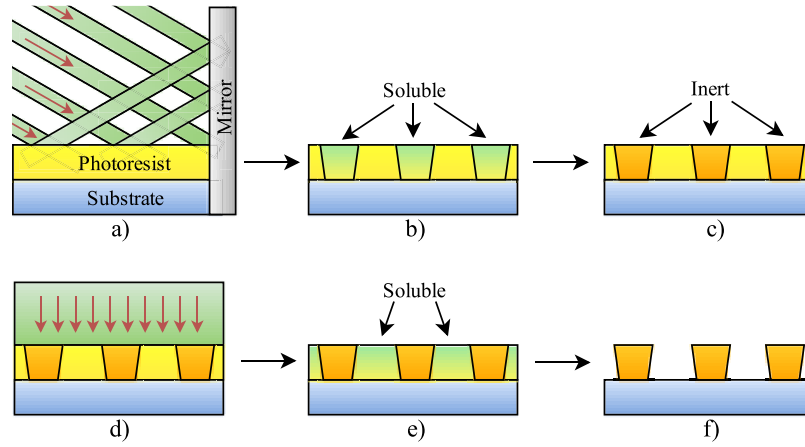 Mirror
Photoresist
Substrate
a)
Soluble
b)
Inert
c)
d)
Soluble
e)
f)